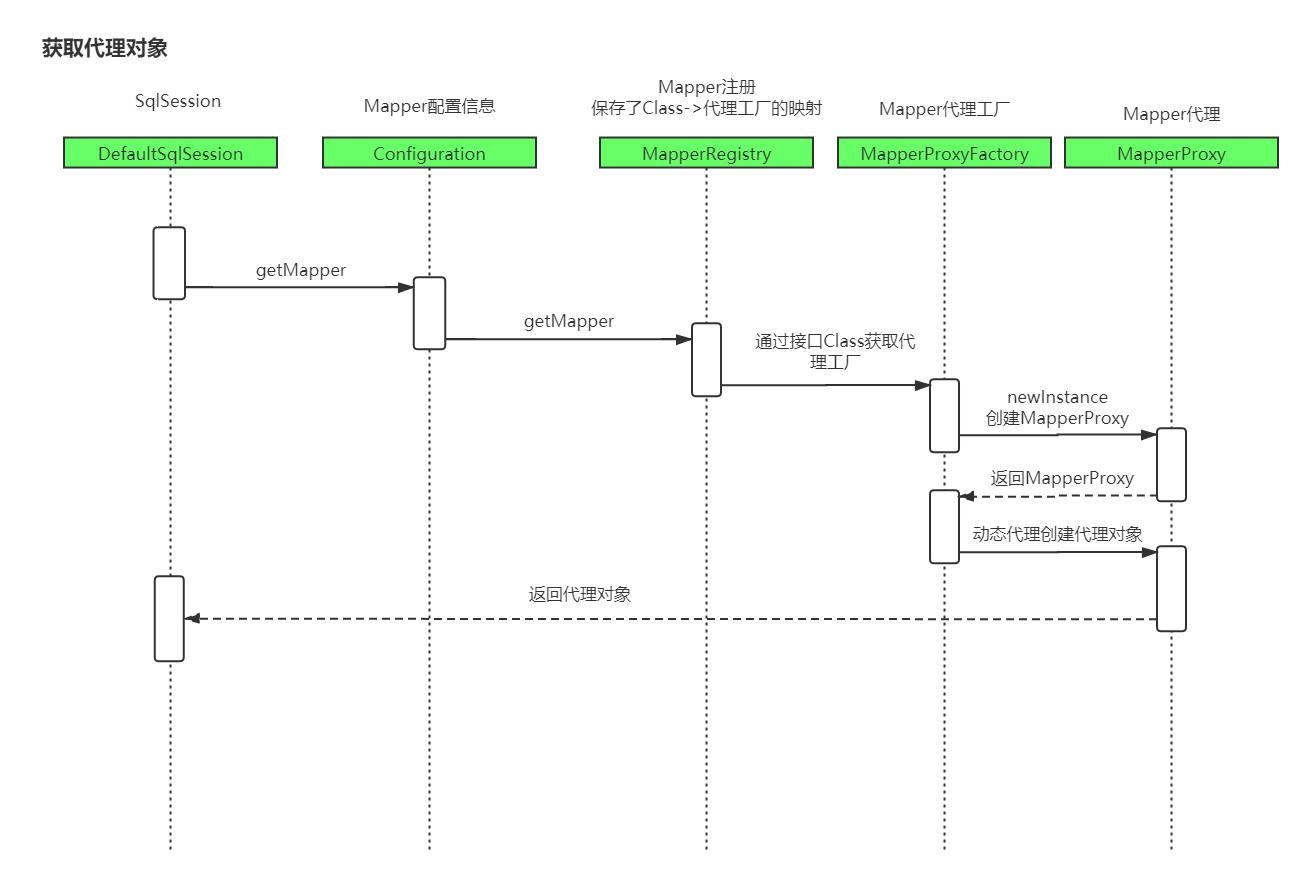 获取代理对象
SqlSession
Mapper配置信息
Mapper注册
保存了Class->代理工厂的映射
Mapper代理工厂
Mapper代理
DefaultSqlSession
Configuration
MapperRegistry
MapperProxyFactory
MapperProxy
getMapper
getMapper
通过接口Class获取代
理工厂
newInstance
创建MapperProxy
返回MapperProxy
动态代理创建代理对象
返回代理对象